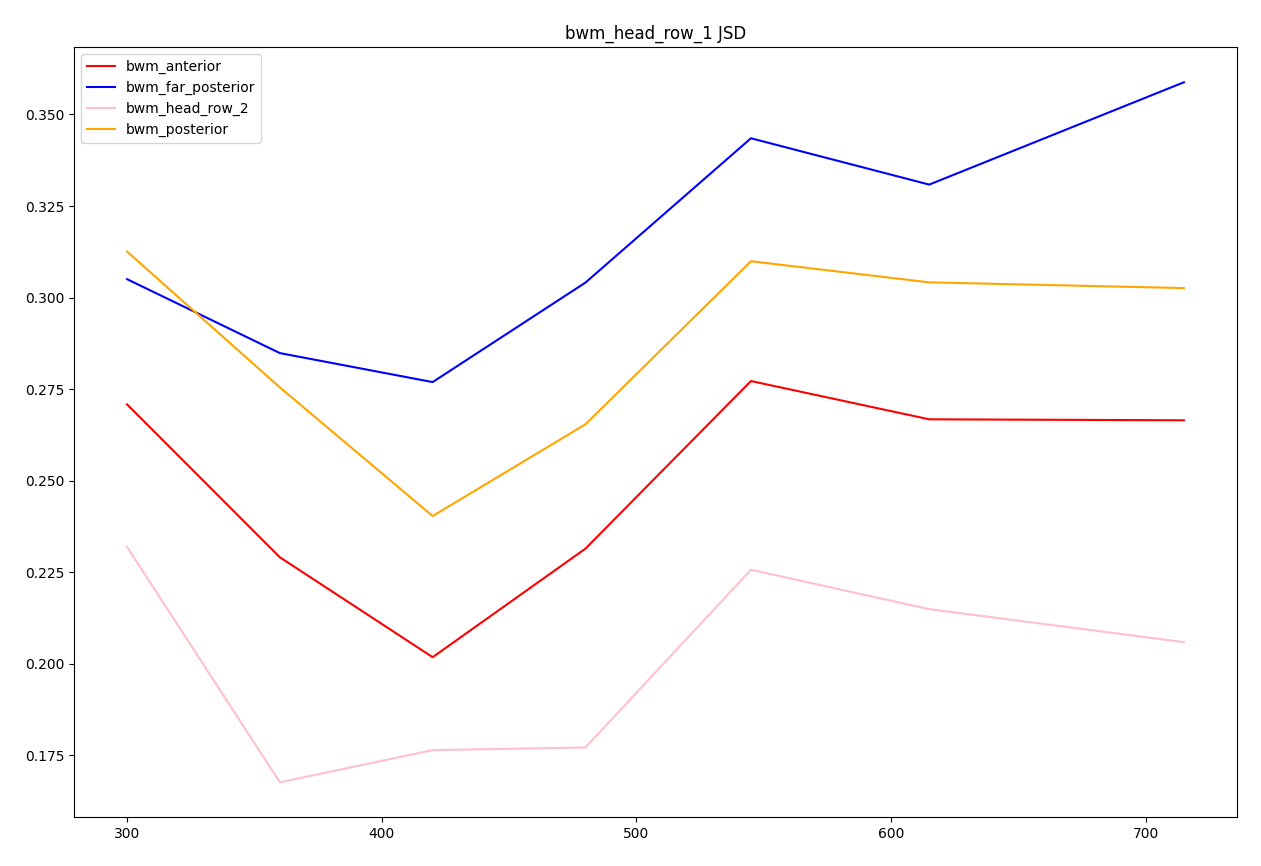 bwm_head_row_1 JSD
bwm_anterior
bwm_far_posterior
bwm_head_row_2
bwm_posterior
0.350
0.325
0.300
0.275
0.250
0.225
0.200
0.175
300 400 500 600 700